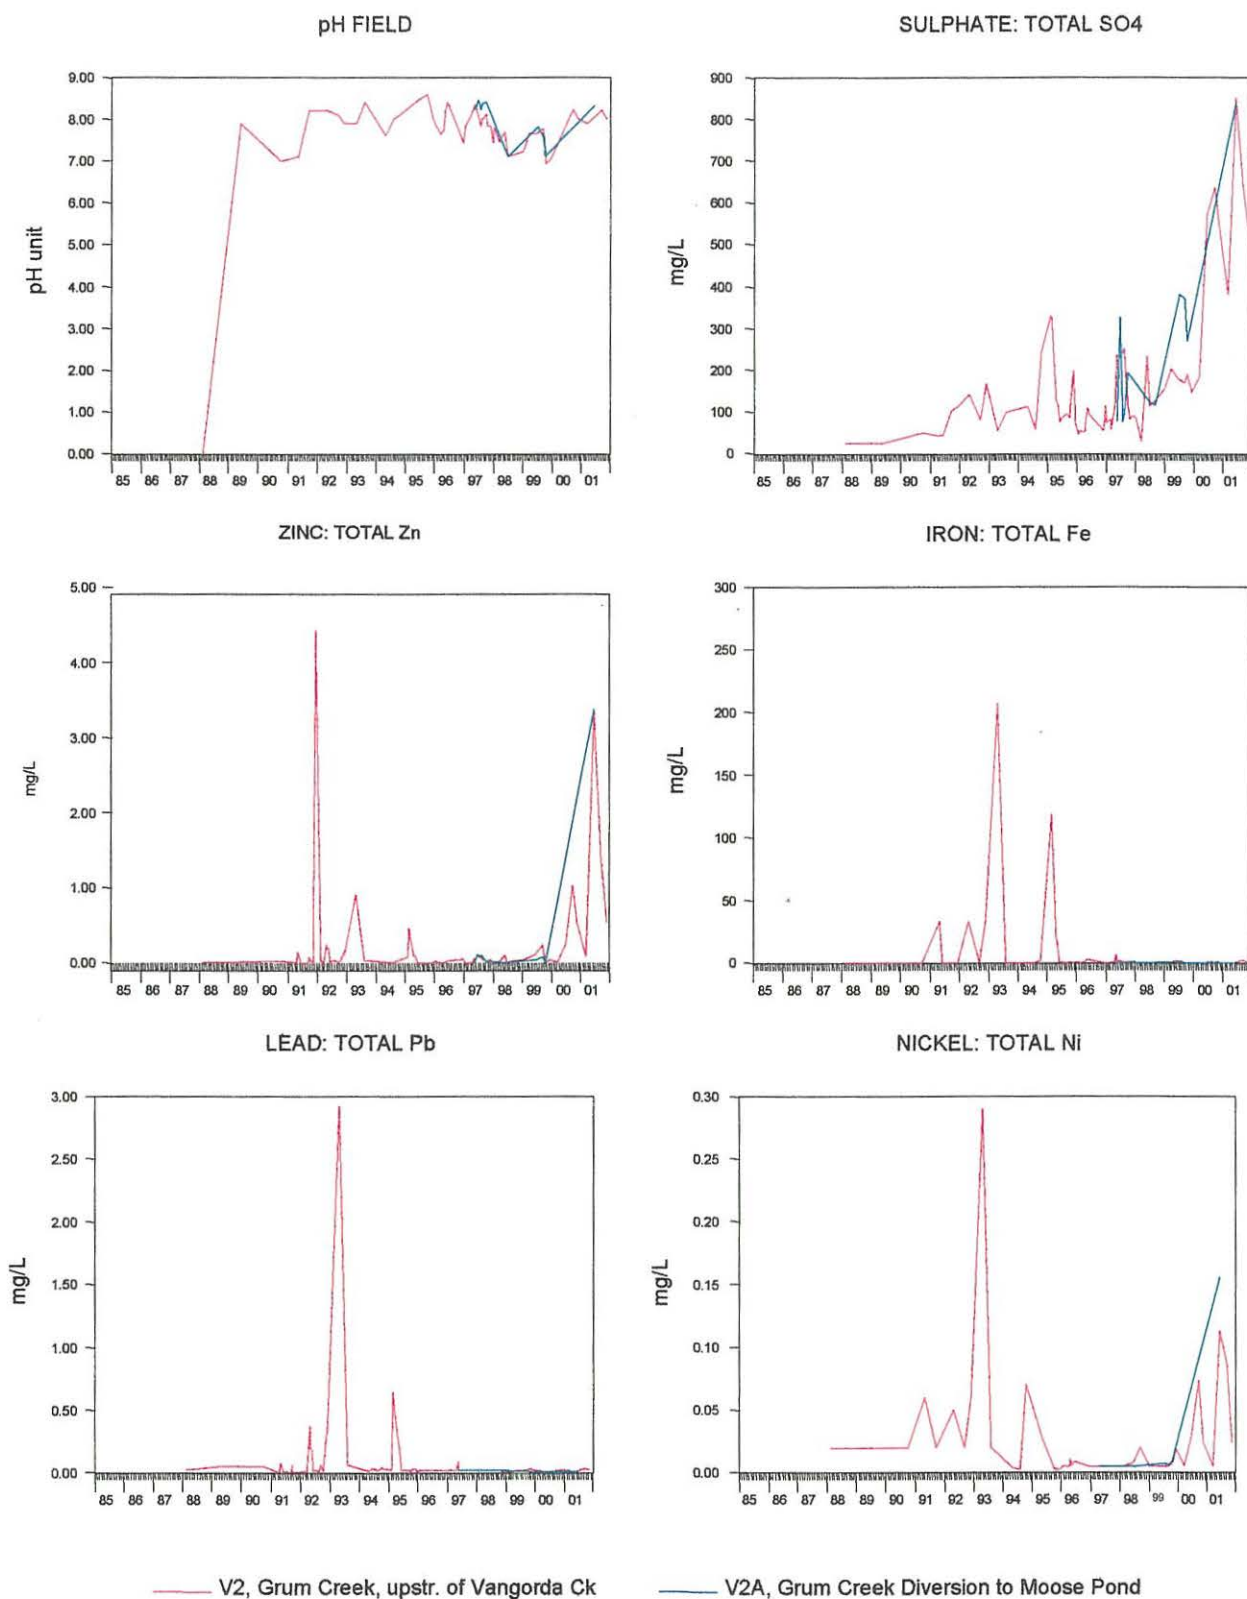 pH FIELD
SULPHATE: TOTAL SO4
9.00
8.00
7.00
6.00
5.00
4.00
3.00
2.00
1.00
0.00
pH unit
85 86 87 88 89 90 91 92 93 94 95 96 97 98 99 00 01
900
800
700
600
500
400
300
200
100
0
mg/L
85 86 87 88 89 90 91 92 93 94 95 96 97 98 99 00 01
ZINC: TOTAL Zn
IRON: TOTAL Fe
5.00
4.00
3.00
2.00
1.00
0.00
mg/L
85 86 87 88 89 90 91 92 93 94 95 96 97 98 99 00 01
300
250
200
150
100
50
0
mg/L
85 86 87 88 89 90 91 92 93 94 95 96 97 98 99 00 01
LEAD: TOTAL Pb
NICKEL: TOTAL Ni
3.00
2.50
2.00
1.50
1.00
0.50
0.00
mg/L
85 86 87 88 89 90 91 92 93 94 95 96 97 98 99 00 01
0.30
0.25
0.20
0.15
0.10
0.05
0.00
mg/L
85 86 87 88 89 90 91 92 93 94 95 96 97 98 99 00 01
V2, Grum Creek, upstr. of Vangorda Ck
V2A, Grum Creek Diversion to Moose Pond